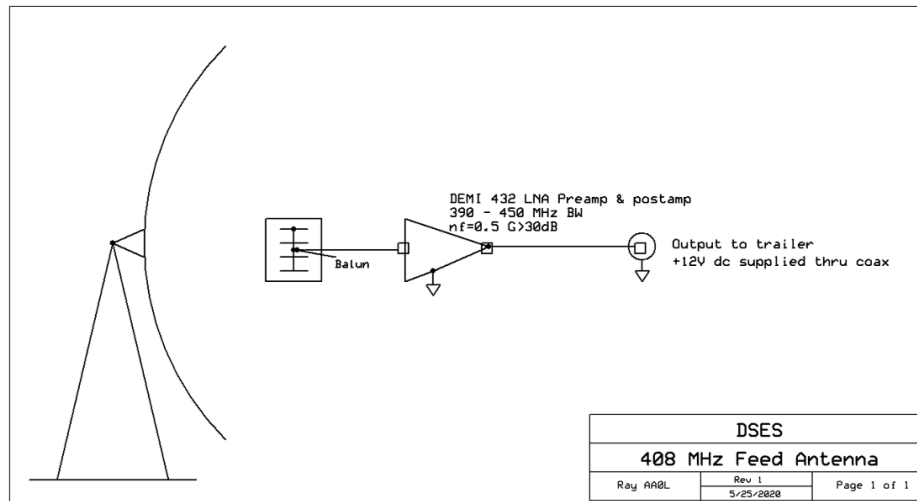 DEMI 432 LNA Preamp & postamp
390 - 450 MHz BW
nf=0.5 G>30dB
Balun
Output to trailer
+12V dc supplied thru coax
DSES
408 MHz Feed Antenna
Ray AA0L
Rev 1
5/25/2020
Page 1 of 1